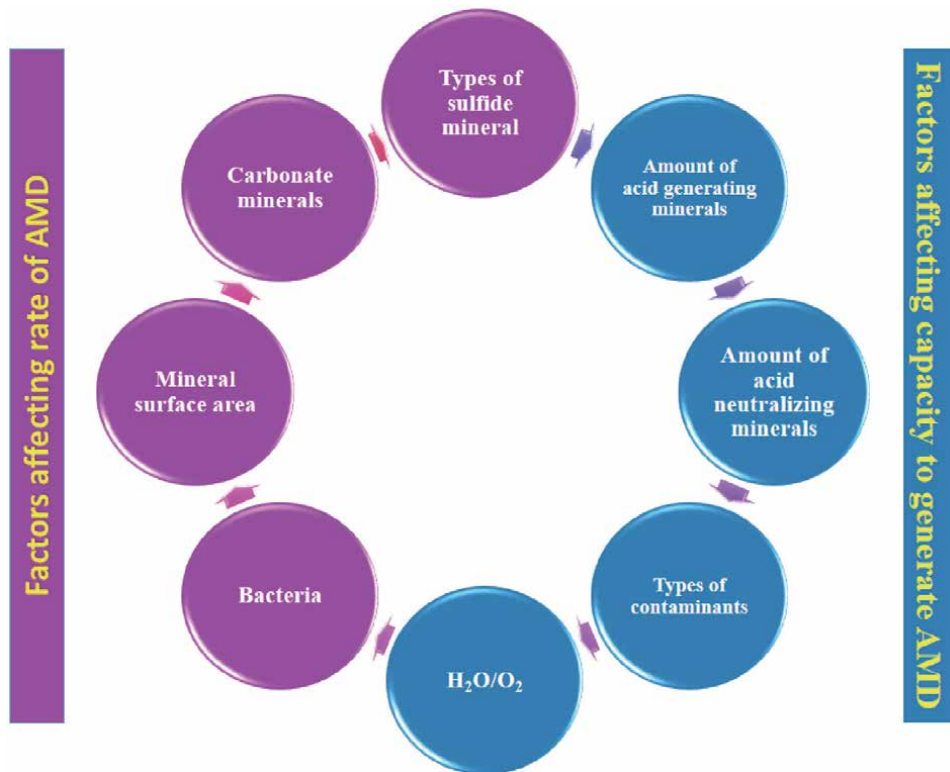 Factors affecting rate of AMD
Types of
sulfide
mineral
Amount of
acid generating
minerals
Amount of
acid
neutralizing
minerals
Types of
contaminants
H₂O/O₂
Bacteria
Mineral
surface area
Carbonate
minerals
Factors affecting capacity to generate AMD